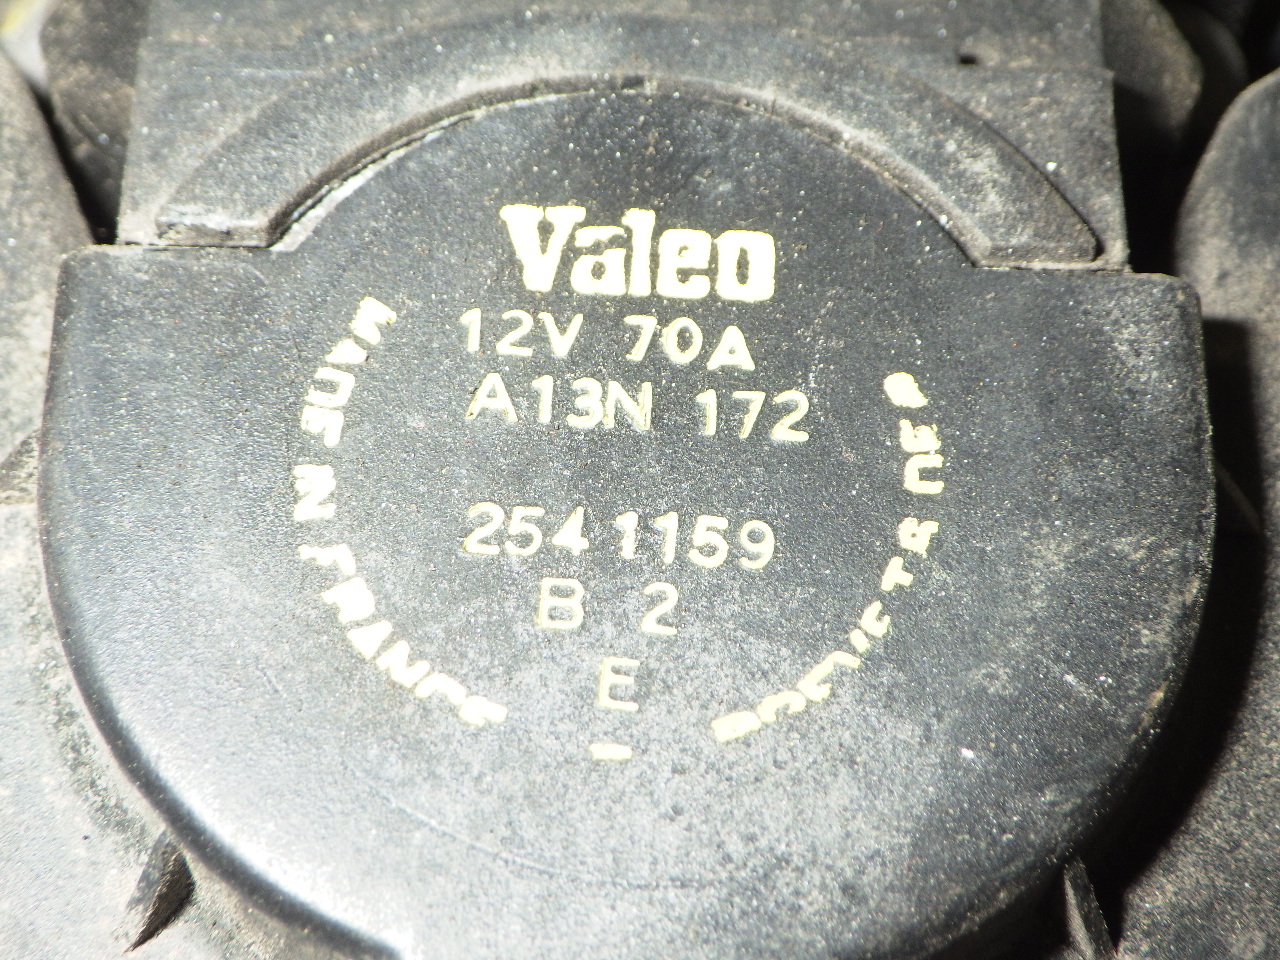 Valeo
12V 70A
A13N 172
2541159
B 2
E
MADE IN FRANCE